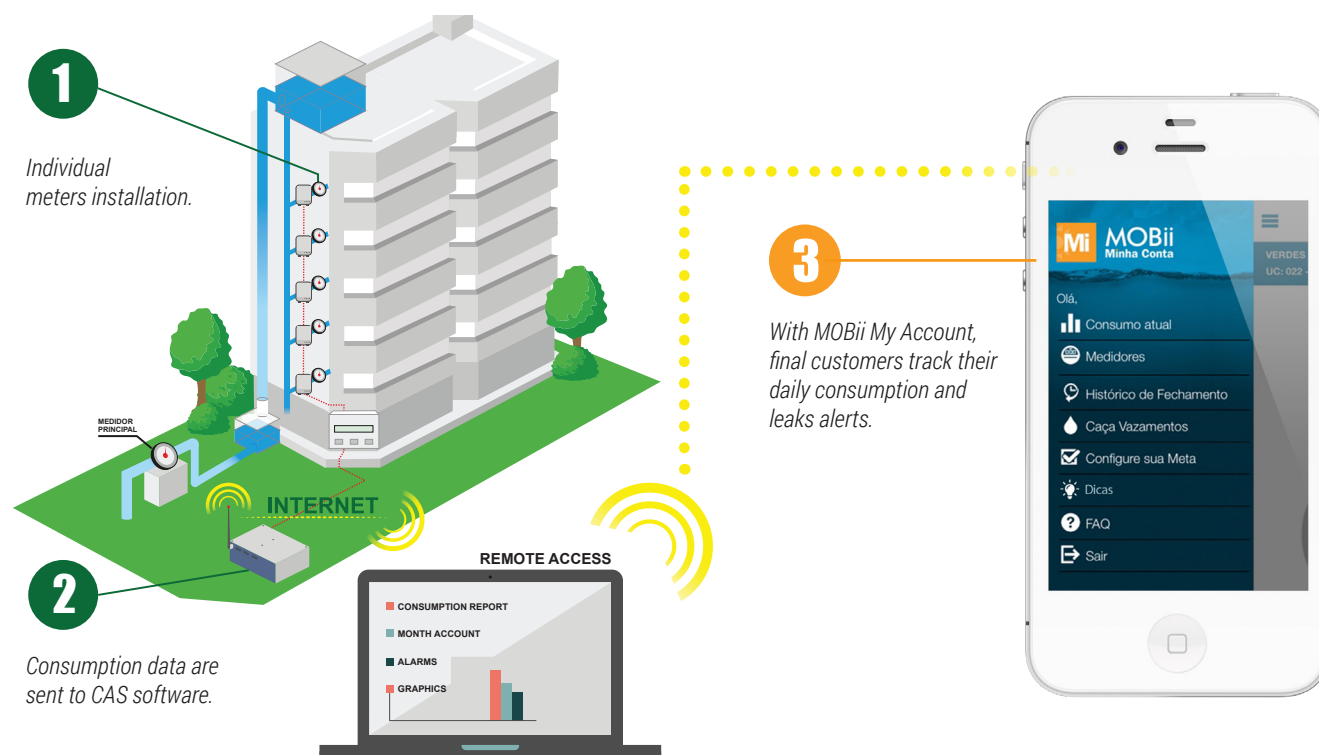 1
Individual
meters installation.
MEDIDOR
PRINCIPAL
INTERNET
2
Consumption data are
sent to CAS software.
REMOTE ACCESS
CONSUMPTION REPORT
MONTH ACCOUNT
ALARMS
GRAPHICS
3
With MOBii My Account,
final customers track their
daily consumption and
leaks alerts.
Mi MOBii
Minha Conta
Olá,
Consumo atual
Medidores
Histórico de Fechamento
Caça Vazamentos
Configure sua Meta
Dicas
? FAQ
Sair
VERDES
UC: 022 -